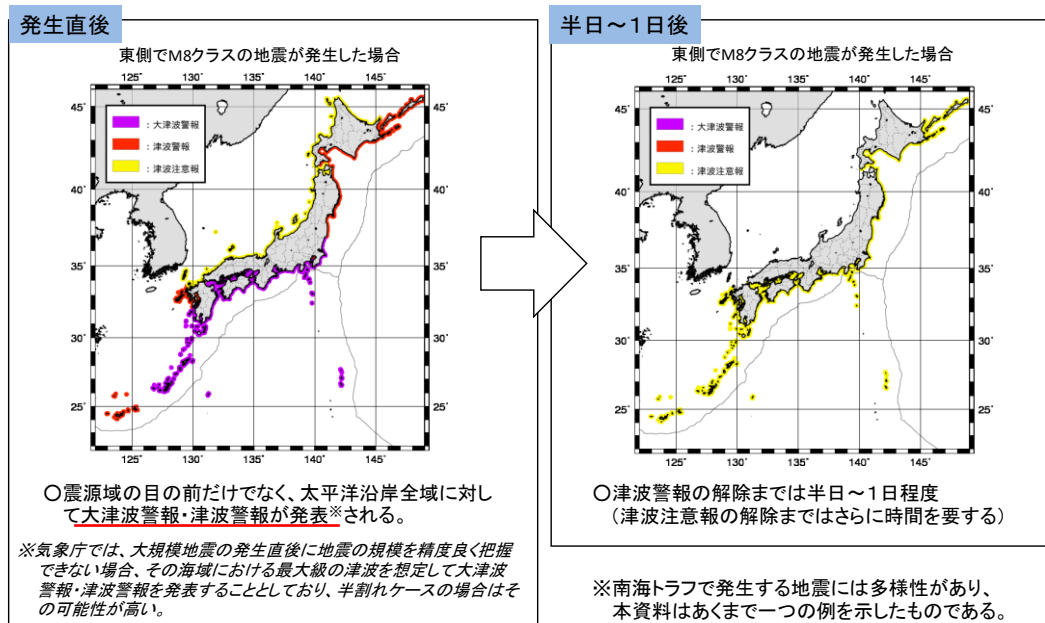 発生直後
東側でM8クラスの地震が発生した場合
125˚ 130˚ 135˚ 140˚ 145˚
45˚
40˚
35˚
30˚
25˚
：大津波警報
：津波警報
：津波注意報
125˚ 130˚ 135˚ 140˚ 145˚
〇震源域の目の前だけでなく、太平洋沿岸全域に対し
て大津波警報・津波警報が発表※される。
※気象庁では、大規模地震の発生直後に地震の規模を精度良く把握
できない場合、その海域における最大級の津波を想定して大津波
警報・津波警報を発表することとしており、半割れケースの場合はそ
の可能性が高い。
半日～１日後
東側でM8クラスの地震が発生した場合
125˚ 130˚ 135˚ 140˚ 145˚
45˚
40˚
35˚
30˚
25˚
：大津波警報
：津波警報
：津波注意報
125˚ 130˚ 135˚ 140˚ 145˚
〇津波警報の解除までは半日～１日程度
（津波注意報の解除まではさらに時間を要する）
※南海トラフで発生する地震には多様性があり、
本資料はあくまで一つの例を示したものである。